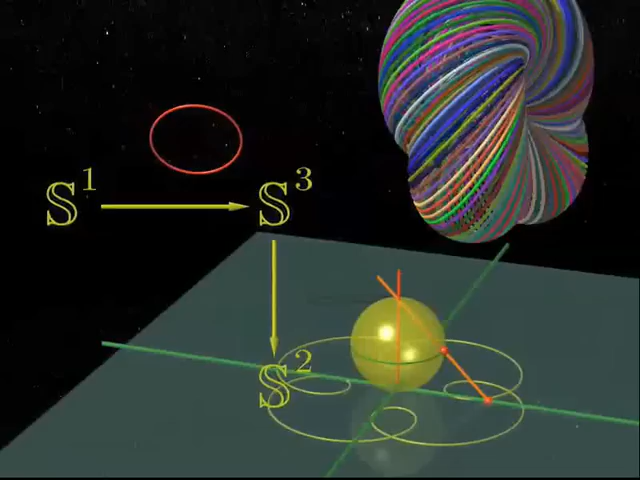 𝕊¹ → 𝕊³
↓
𝕊²